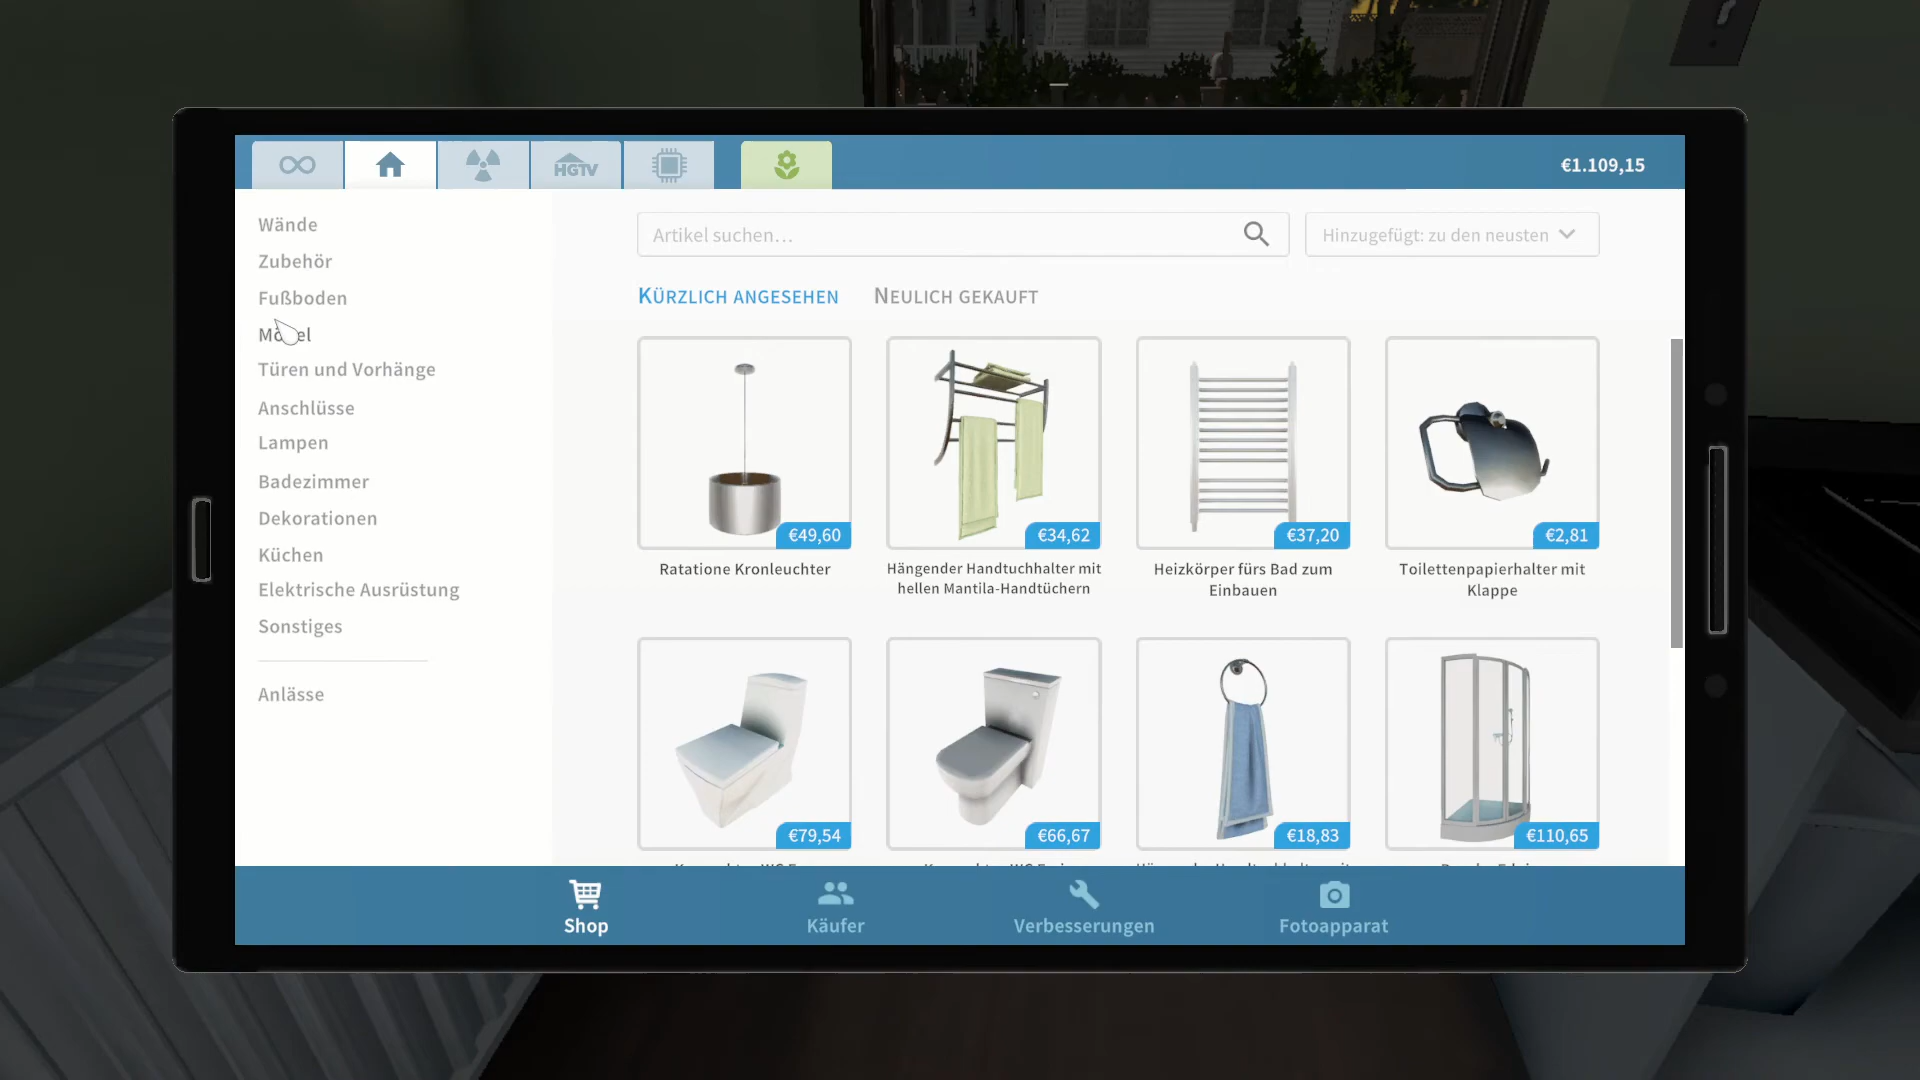 HGTV
€1.109,15
Wände
Zubehör
Fußboden
Türen und Vorhänge
Anschlüsse
Lampen
Badezimmer
Dekorationen
Küchen
Elektrische Ausrüstung
Sonstiges
Anlässe
Artikel suchen…
Hinzugefügt: zu den neusten
KÜRZLICH ANGESEHEN
NEULICH GEKAUFT
€49,60
€34,62
€37,20
€2,81
Ratatione Kronleuchter
Hängender Handtuchhalter mit
hellen Mantila-Handtüchern
Heizkörper fürs Bad zum
Einbauen
Toilettenpapierhalter mit
Klappe
€79,54
€66,67
€18,83
€110,65
Shop
Käufer
Verbesserungen
Fotoapparat